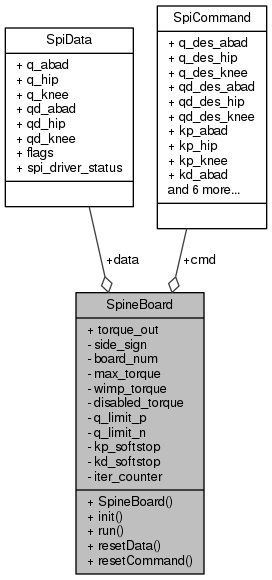 SpiData
+ q_abad
+ q_hip
+ q_knee
+ qd_abad
+ qd_hip
+ qd_knee
+ flags
+ spi_driver_status
SpiCommand
+ q_des_abad
+ q_des_hip
+ q_des_knee
+ qd_des_abad
+ qd_des_hip
+ qd_des_knee
+ kp_abad
+ kp_hip
+ kp_knee
+ kd_abad
and 6 more...
+data
+cmd
SpineBoard
+ torque_out
- side_sign
- board_num
- max_torque
- wimp_torque
- disabled_torque
- q_limit_p
- q_limit_n
- kp_softstop
- kd_softstop
- iter_counter
+ SpineBoard()
+ init()
+ run()
+ resetData()
+ resetCommand()